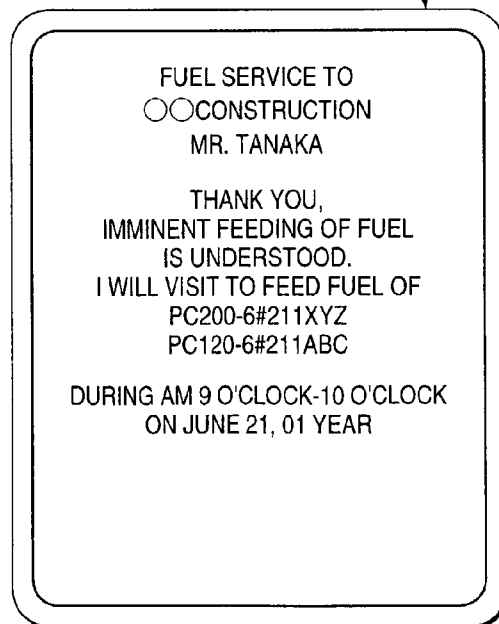 FUEL SERVICE TO
○○CONSTRUCTION
MR. TANAKA
THANK YOU,
IMMINENT FEEDING OF FUEL
IS UNDERSTOOD.
I WILL VISIT TO FEED FUEL OF
PC200-6#211XYZ
PC120-6#211ABC
DURING AM 9 O'CLOCK-10 O'CLOCK
ON JUNE 21, 01 YEAR